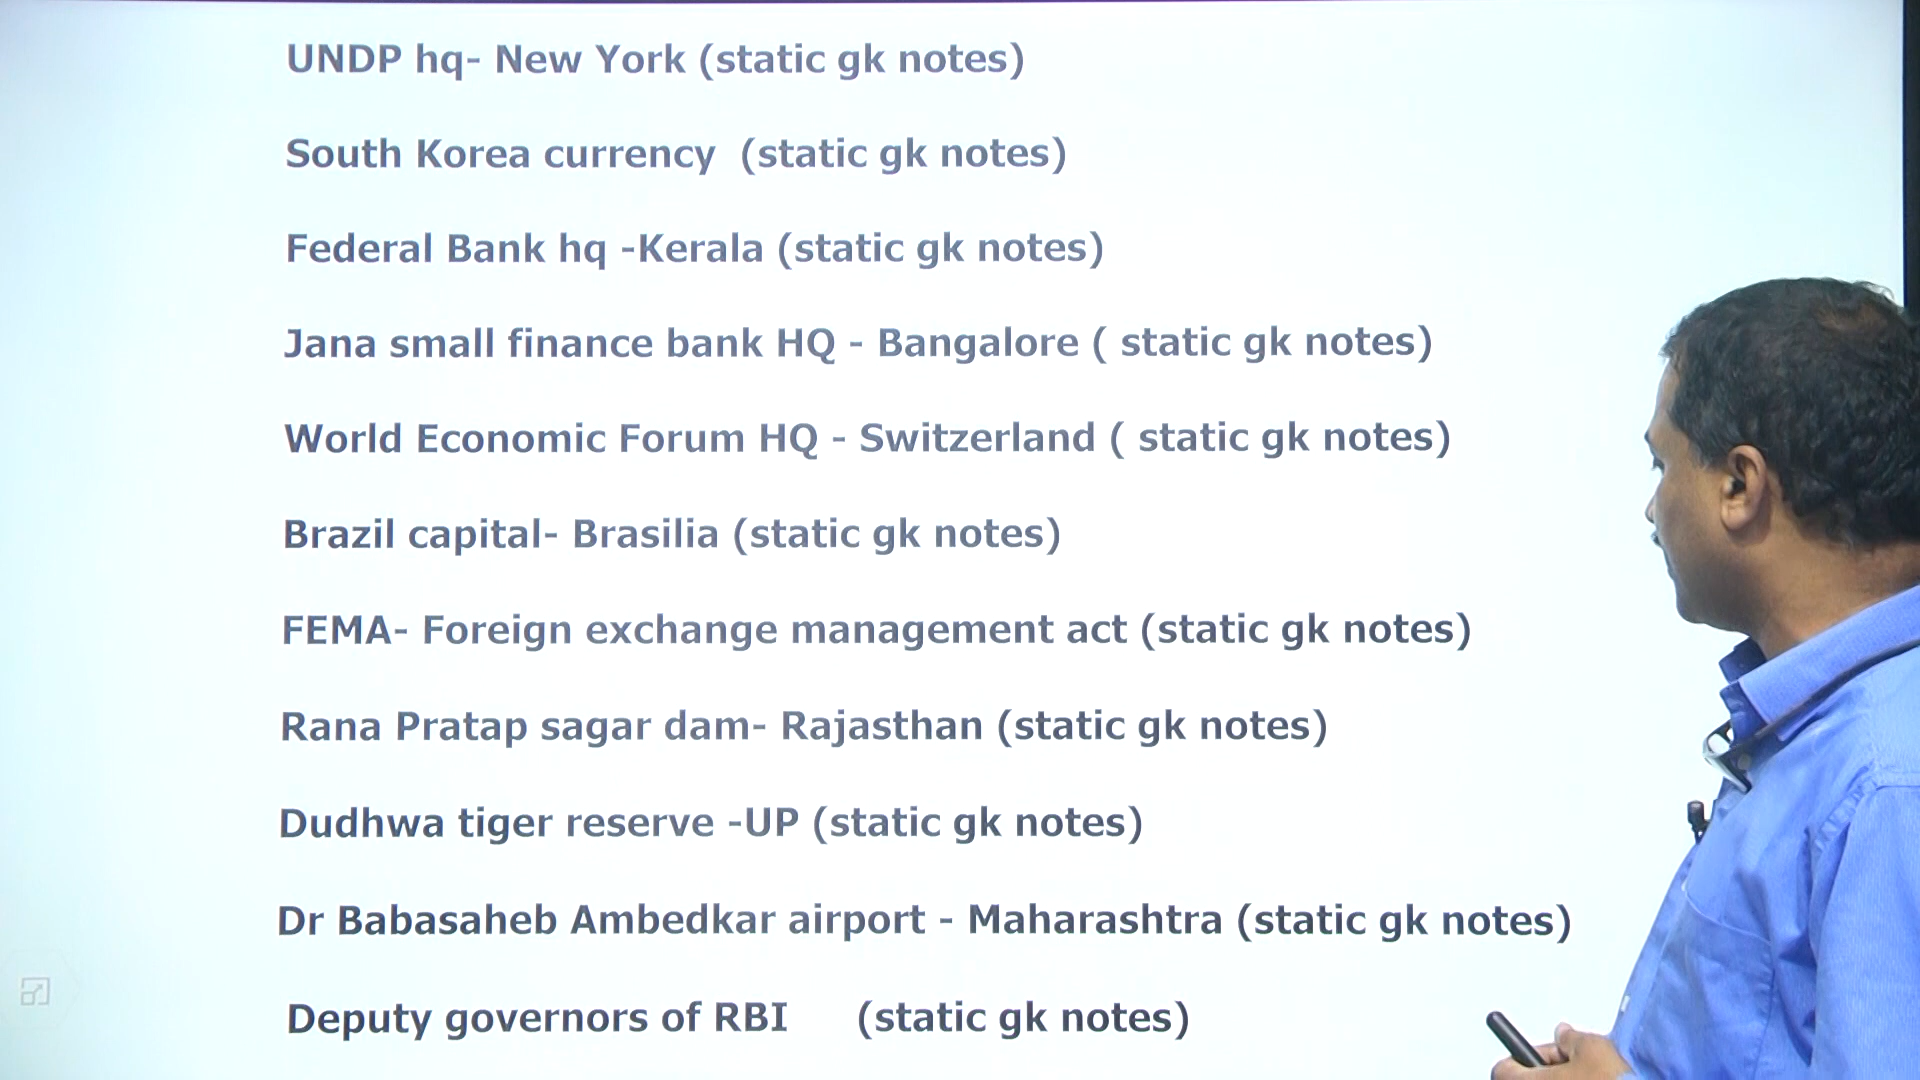 UNDP hq- New York (static gk notes)
South Korea currency (static gk notes)
Federal Bank hq -Kerala (static gk notes)
Jana small finance bank HQ - Bangalore ( static gk notes)
World Economic Forum HQ - Switzerland ( static gk notes)
Brazil capital- Brasilia (static gk notes)
FEMA- Foreign exchange management act (static gk notes)
Rana Pratap sagar dam- Rajasthan (static gk notes)
Dudhwa tiger reserve -UP (static gk notes)
Dr Babasaheb Ambedkar airport - Maharashtra (static gk notes)
Deputy governors of RBI (static gk notes)